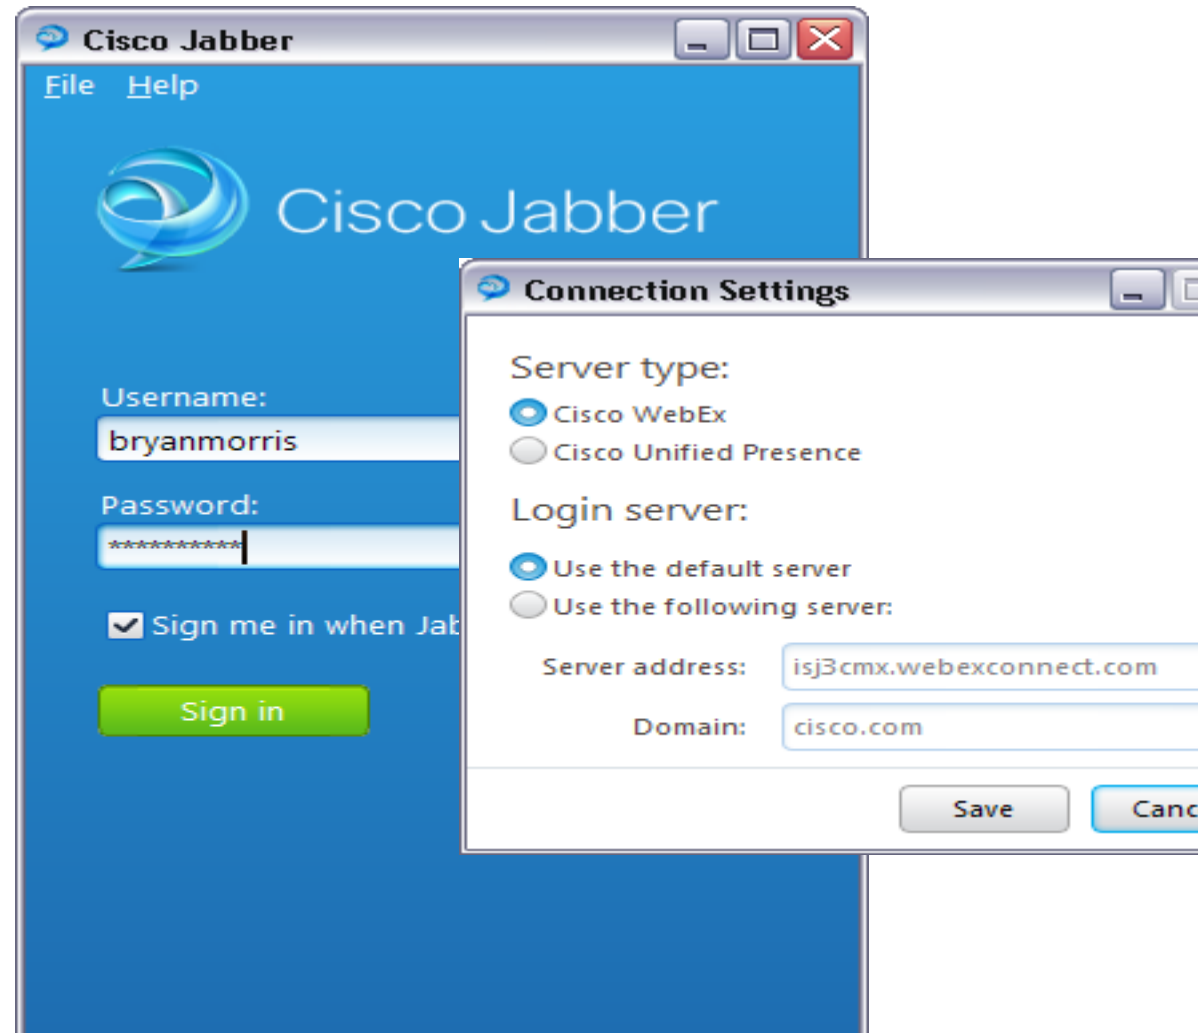 Cisco Jabber
File Help
Cisco Jabber
Username:
bryanmorris
Password:
**********
Sign me in when Jab
Sign in
Connection Settings
Server type:
Cisco WebEx
Cisco Unified Presence
Login server:
Use the default server
Use the following server:
Server address: isj3cmx.webexconnect.com
Domain: cisco.com
Save Canc